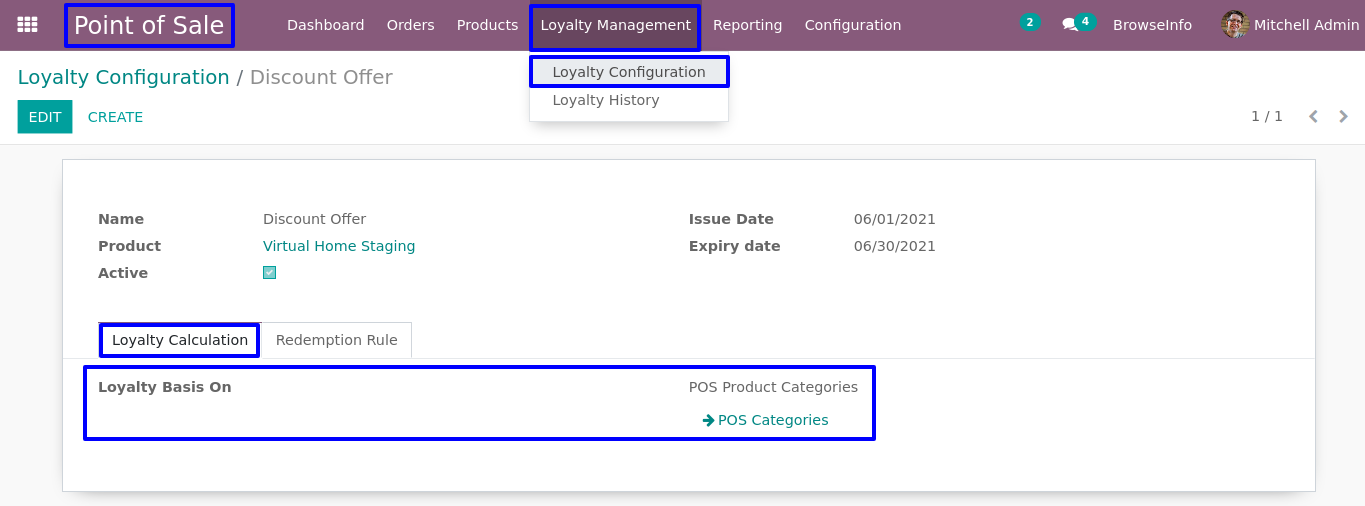 Point of Sale Dashboard Orders Products Loyalty Management Reporting Configuration 2 4 BrowseInfo Mitchell Admin
Loyalty Configuration / Discount Offer
Loyalty Configuration
Loyalty History
EDIT CREATE 1 / 1
Name Discount Offer Issue Date 06/01/2021
Product Virtual Home Staging Expiry date 06/30/2021
Active
Loyalty Calculation Redemption Rule
Loyalty Basis On POS Product Categories
POS Categories